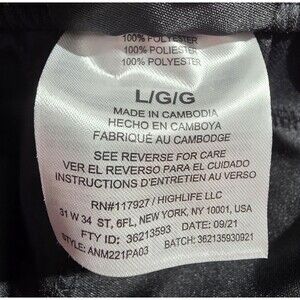 100% POLYESTER
100% POLIESTER
100% POLYESTER
L/G/G
MADE IN CAMBODIA
HECHO EN CAMBOYA
FABRIQUÉ AU CAMBODGE
SEE REVERSE FOR CARE
VER EL REVERSO PARA EL CUIDADO
INSTRUCTIONS D'ENTRETIEN AU VERSO
RN#117927 / HIGHLIFE LLC
31 W 34 ST, 6FL, NEW YORK, NY 10001, USA
FTY ID: 36213593 DATE: 09/21
STYLE: ANM221PA03 BATCH: 362135930921